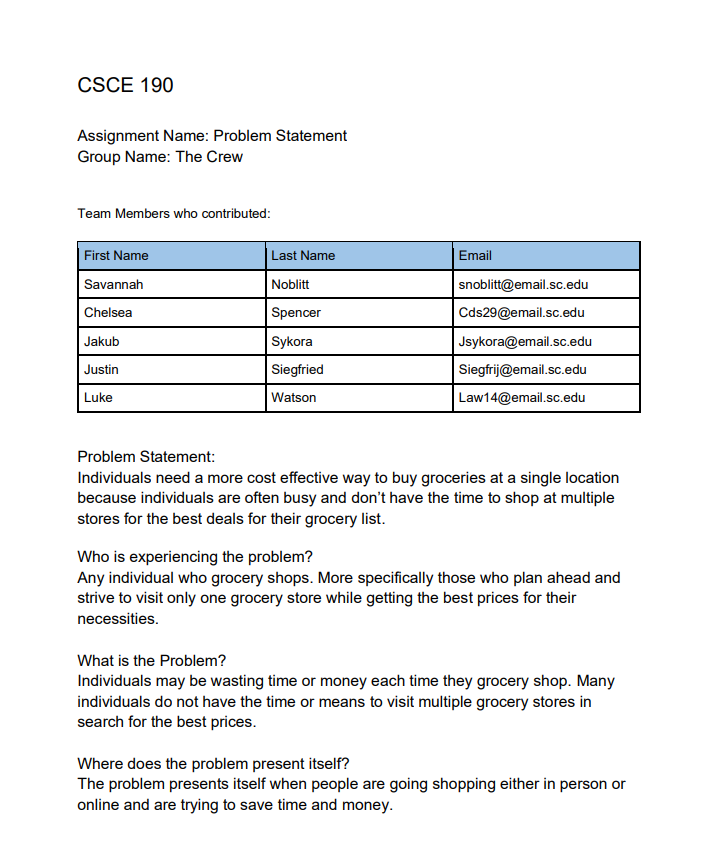 CSCE 190
Assignment Name: Problem Statement
Group Name: The Crew
Team Members who contributed:
First Name Last Name Email
Savannah Noblitt snoblitt@email.sc.edu
Chelsea Spencer Cds29@email.sc.edu
Jakub Sykora Jsykora@email.sc.edu
Justin Siegfried Siegfrij@email.sc.edu
Luke Watson Law14@email.sc.edu
Problem Statement:
Individuals need a more cost effective way to buy groceries at a single location
because individuals are often busy and don’t have the time to shop at multiple
stores for the best deals for their grocery list.
Who is experiencing the problem?
Any individual who grocery shops. More specifically those who plan ahead and
strive to visit only one grocery store while getting the best prices for their
necessities.
What is the Problem?
Individuals may be wasting time or money each time they grocery shop. Many
individuals do not have the time or means to visit multiple grocery stores in
search for the best prices.
Where does the problem present itself?
The problem presents itself when people are going shopping either in person or
online and are trying to save time and money.